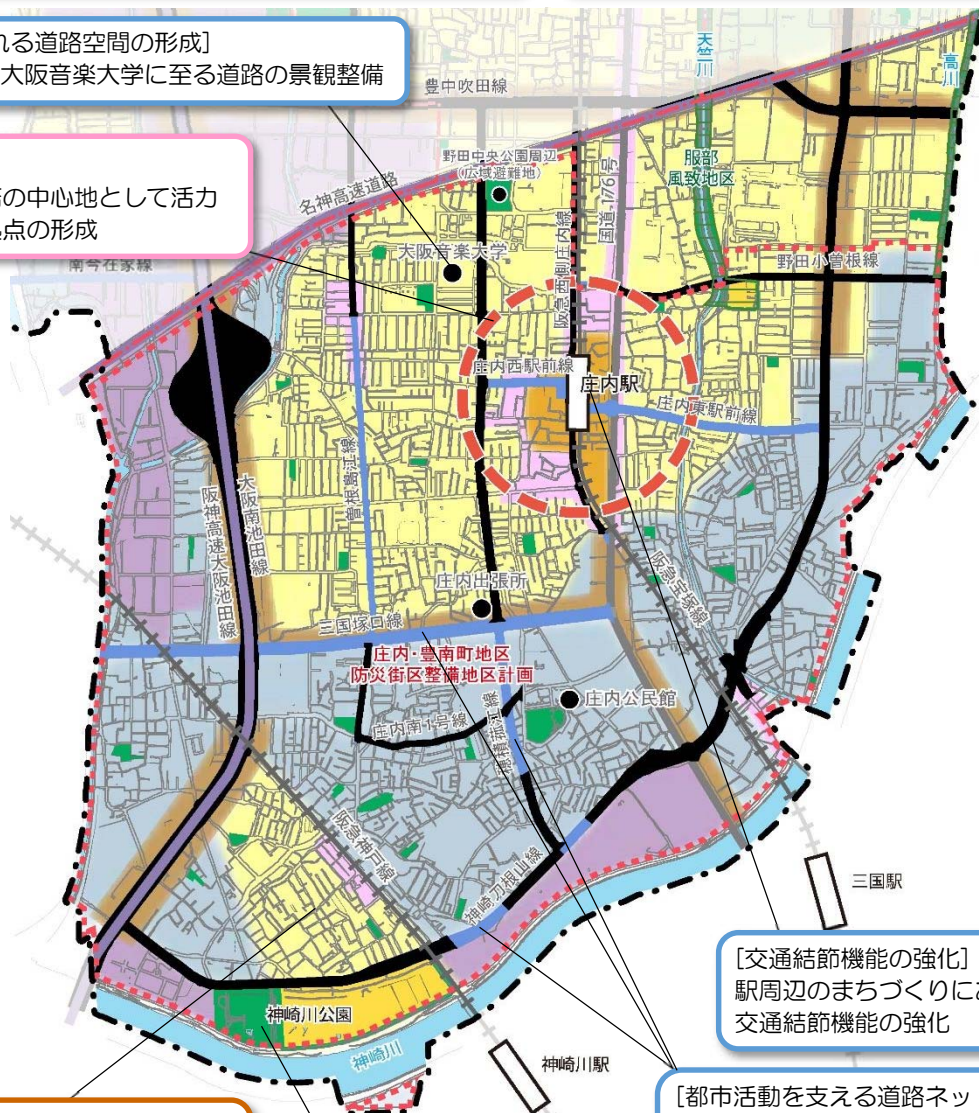 れる道路空間の形成]
大阪音楽大学に至る道路の景観整備
の中心地として活力
点の形成
天竺川
高川
豊中吹田線
野田中央公園周辺
(広域避難地)
服部
風致地区
名神高速道路
国道176号
阪急西側庄内線
大阪音楽大学
南今在家線
野田小曽根線
庄内西駅前線
庄内駅
庄内東駅前線
曽根島江線
大阪南池田線
阪神高速大阪池田線
阪急宝塚線
庄内出張所
三国塚口線
庄内・豊南町地区
防災街区整備地区計画
庄内公民館
庄内南1号線
穂積菰江線
阪急神戸線
神崎刀根山線
三国駅
[交通結節機能の強化]
駅周辺のまちづくりにあ
交通結節機能の強化
神崎川公園
神崎川
神崎川駅
[都市活動を支える道路ネッ